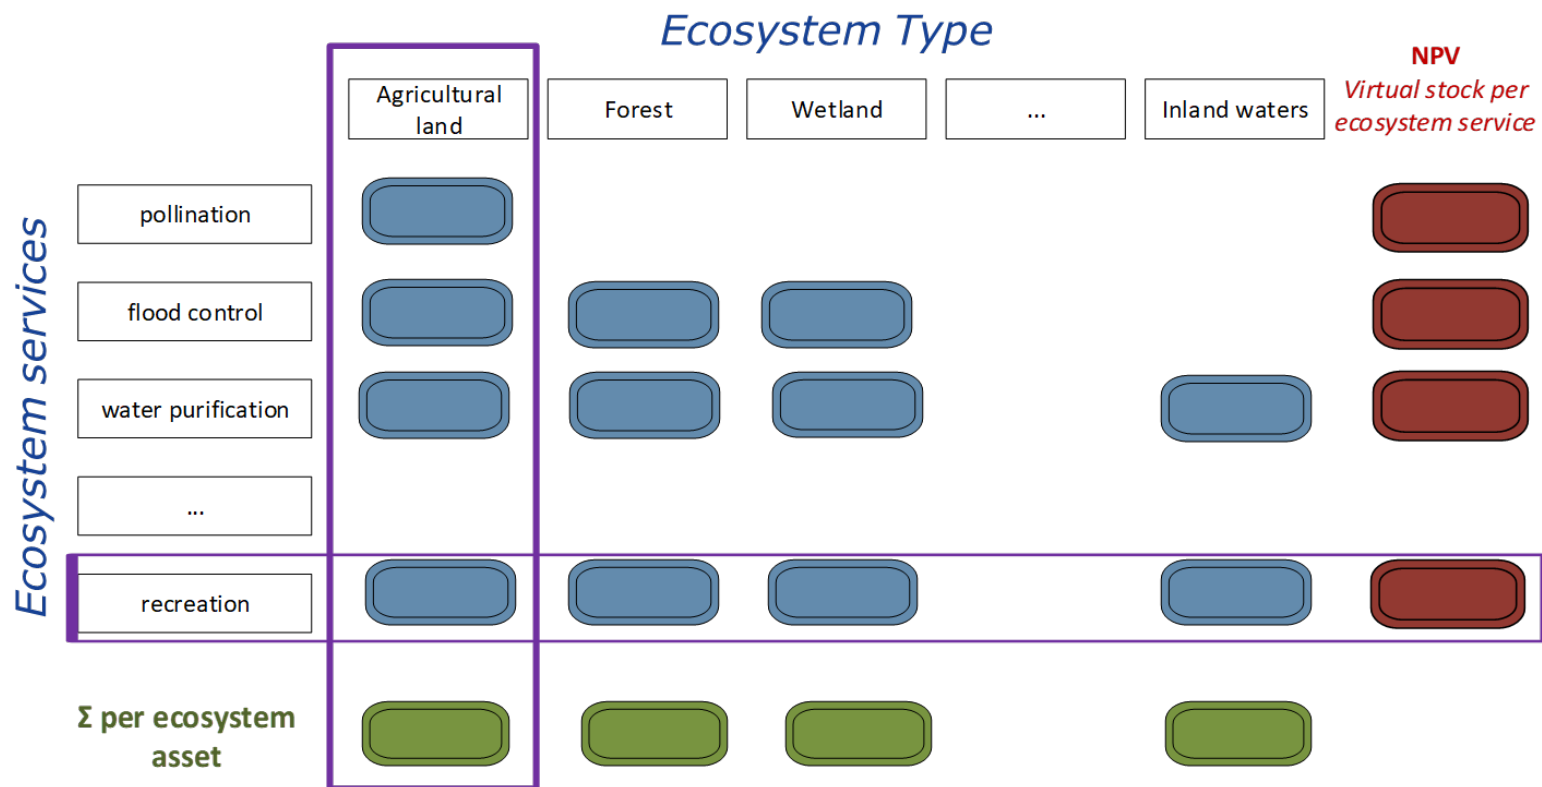 Ecosystem Type
NPV
Virtual stock per
ecosystem service
Agricultural
land
Forest
Wetland
...
Inland waters
Ecosystem services
pollination
flood control
water purification
...
recreation
Σ per ecosystem
asset